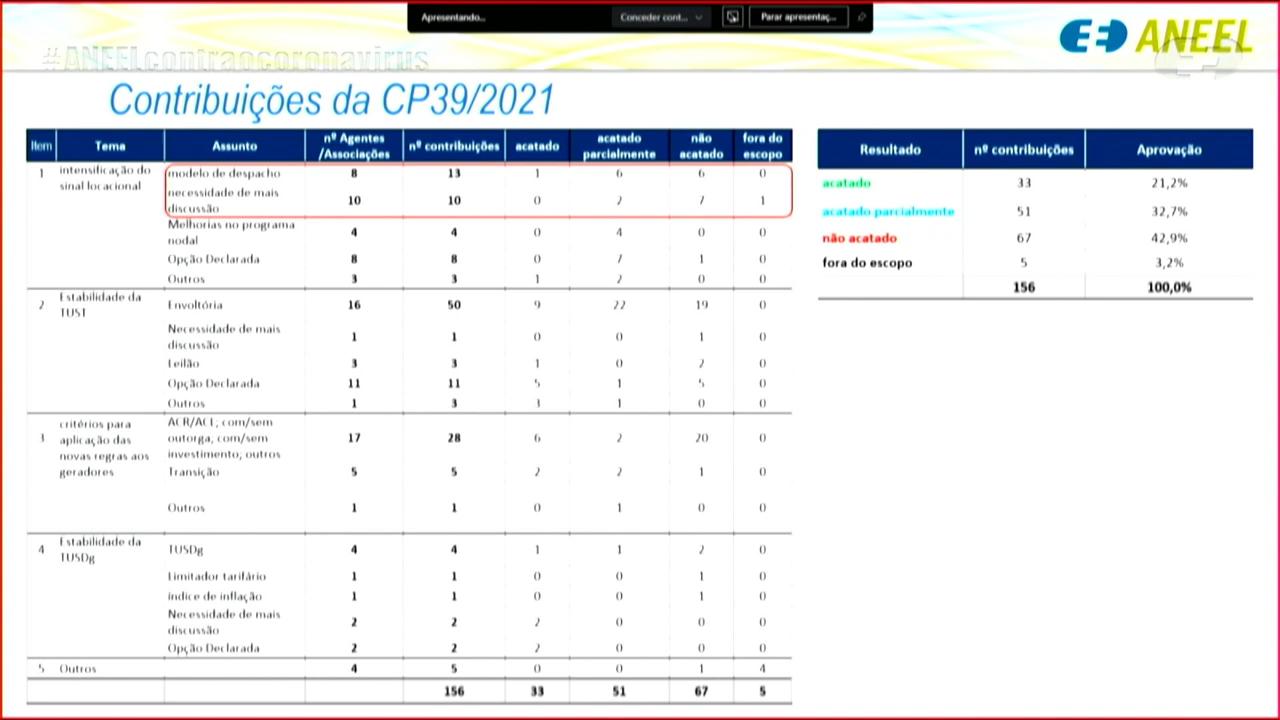 Apresentando...
Conceder cont...
Parar apresentaç...
ANEEL
#ANEELcontraocoronavirus
Contribuições da CP39/2021
Item Tema Assunto nº Agentes /Associações nº contribuições acatado acatado parcialmente não acatado fora do escopo
1 intensificação do sinal locacional modelo de despacho 8 13 1 6 6 0
necessidade de mais discussão 10 10 0 2 7 1
Melhorias no programa nodal 4 4 0 4 0 0
Opção Declarada 8 8 0 7 1 0
Outros 3 3 1 2 0 0
2 Estabilidade da TUST Envoltória 16 50 9 22 19 0
Necessidade de mais discussão 1 1 0 0 1 0
Leilão 3 3 1 0 2 0
Opção Declarada 11 11 5 1 5 0
Outros 1 3 3 1 0 0
3 critérios para aplicação das novas regras aos geradores ACR/ACL; com/sem outorga; com/sem investimento; outros 17 28 6 2 20 0
Transição 5 5 2 2 1 0
Outros 1 1 0 1 0 0
4 Estabilidade da TUSDg TUSDg 4 4 1 1 2 0
Limitador tarifário 1 1 0 0 1 0
índice de inflação 1 1 0 0 1 0
Necessidade de mais discussão 2 2 2 0 0 0
Opção Declarada 2 2 2 0 0 0
5 Outros 4 5 0 0 1 4
156 33 51 67 5
Resultado nº contribuições Aprovação
acatado 33 21,2%
acatado parcialmente 51 32,7%
não acatado 67 42,9%
fora do escopo 5 3,2%
156 100,0%